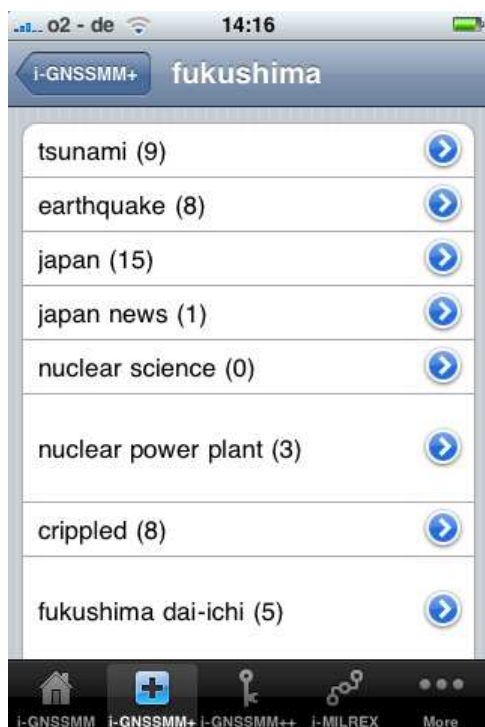 o2 - de 14:16
i-GNSSMM+ fukushima
tsunami (9)
earthquake (8)
japan (15)
japan news (1)
nuclear science (0)
nuclear power plant (3)
crippled (8)
fukushima dai-ichi (5)
i-GNSSMM i-GNSSMM+ i-GNSSMM++ i-MILREX More